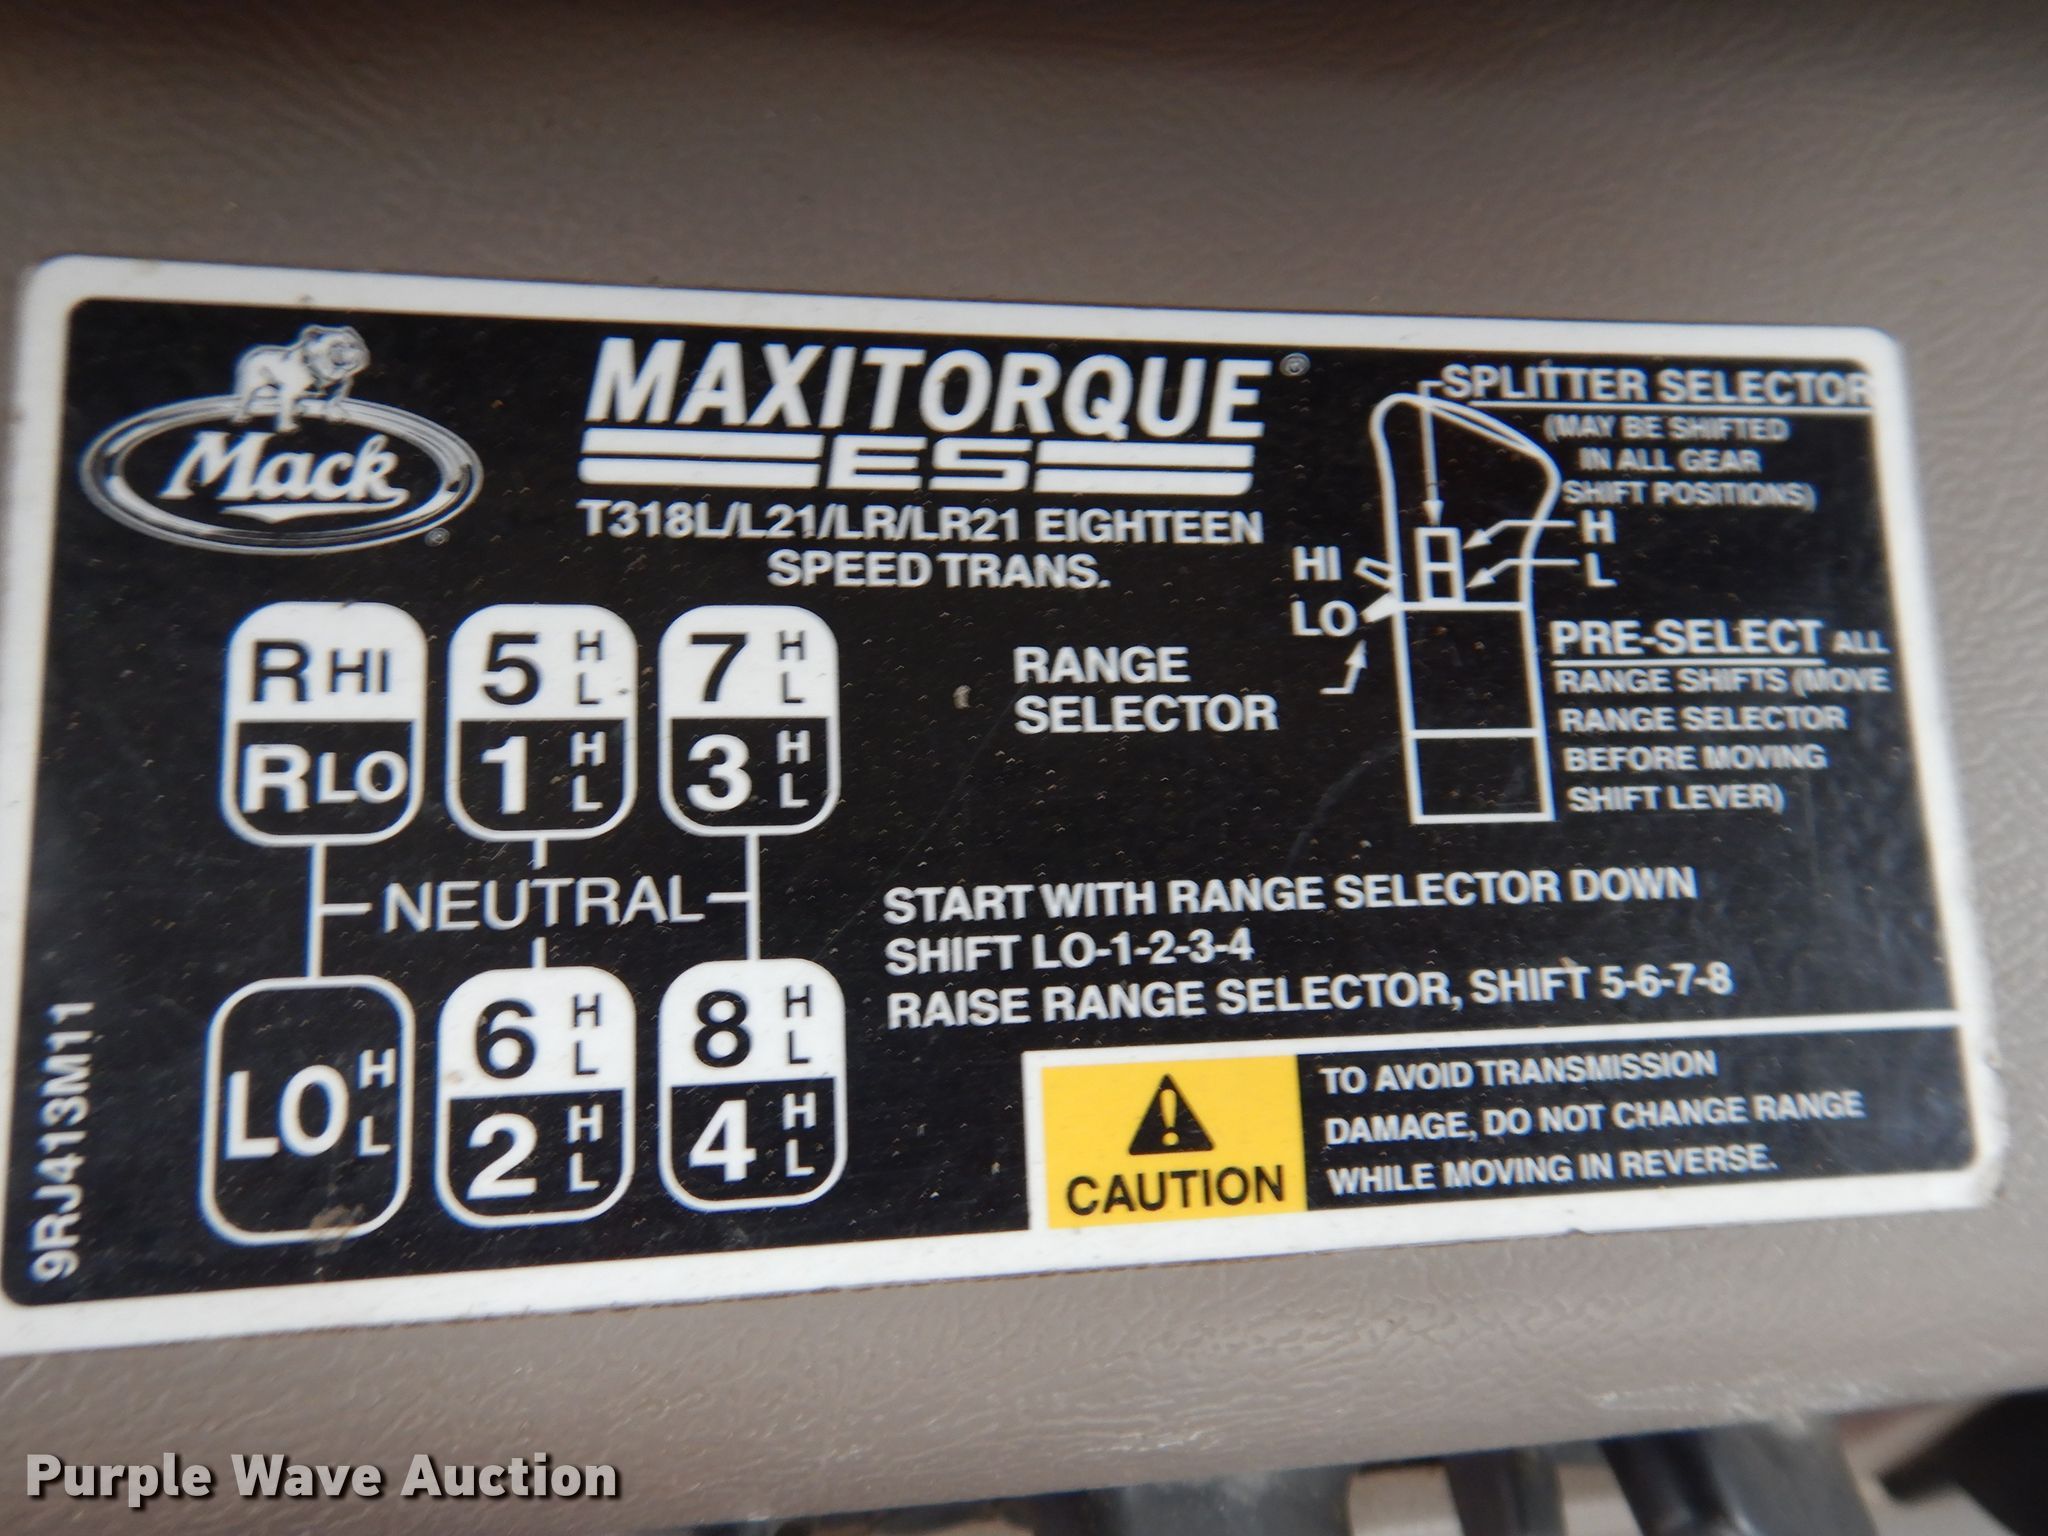 Mack
®
MAXITORQUE®
ES
T318L/L21/LR/LR21 EIGHTEEN
SPEED TRANS.
R HI
R LO
5 H L
1 H L
7 H L
3 H L
NEUTRAL
LO H L
6 H L
2 H L
8 H L
4 H L
9RJ413M11
SPLITTER SELECTOR
(MAY BE SHIFTED
IN ALL GEAR
SHIFT POSITIONS)
H
L
HI
LO
RANGE
SELECTOR
PRE-SELECT ALL
RANGE SHIFTS (MOVE
RANGE SELECTOR
BEFORE MOVING
SHIFT LEVER)
START WITH RANGE SELECTOR DOWN
SHIFT LO-1-2-3-4
RAISE RANGE SELECTOR, SHIFT 5-6-7-8
CAUTION
TO AVOID TRANSMISSION
DAMAGE, DO NOT CHANGE RANGE
WHILE MOVING IN REVERSE.
Purple Wave Auction